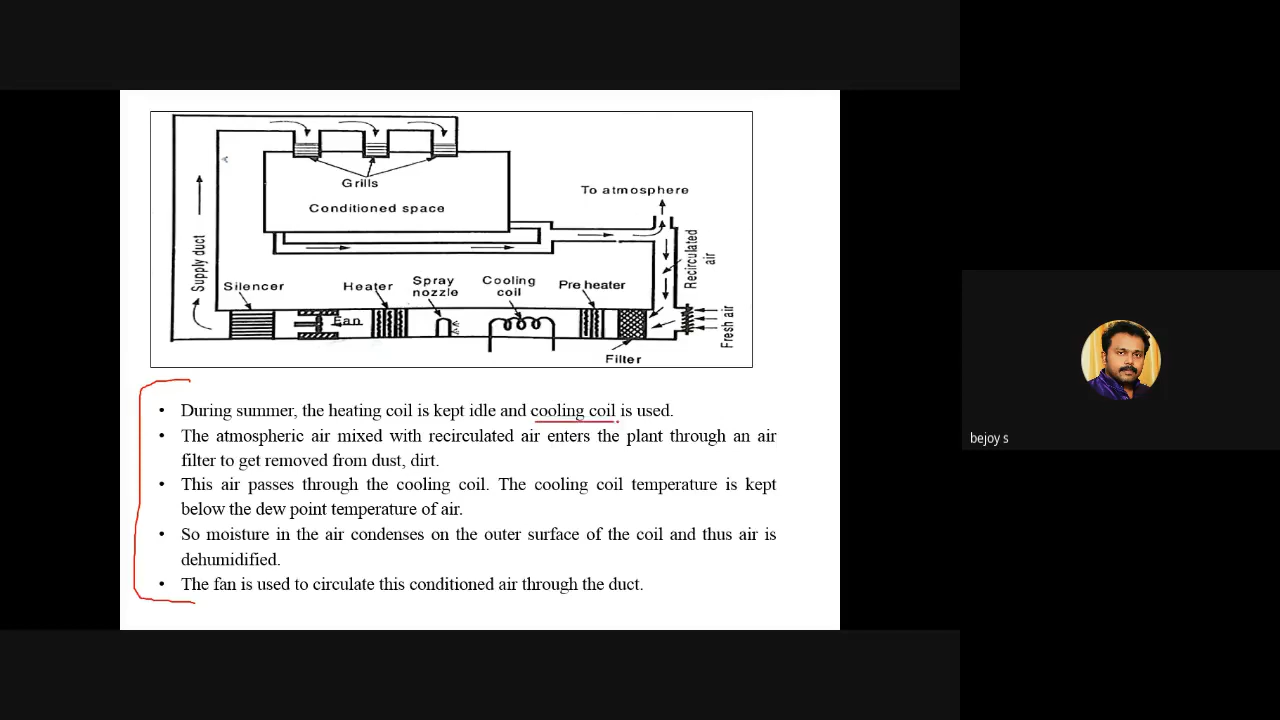 Grills
To atmosphere
Conditioned space
Supply duct
Recirculated
air
Silencer
Heater
Spray
nozzle
Cooling
coil
Pre heater
Fan
Fresh air
Filter
• During summer, the heating coil is kept idle and cooling coil is used.
• The atmospheric air mixed with recirculated air enters the plant through an air
filter to get removed from dust, dirt.
• This air passes through the cooling coil. The cooling coil temperature is kept
below the dew point temperature of air.
• So moisture in the air condenses on the outer surface of the coil and thus air is
dehumidified.
• The fan is used to circulate this conditioned air through the duct.
bejoy s